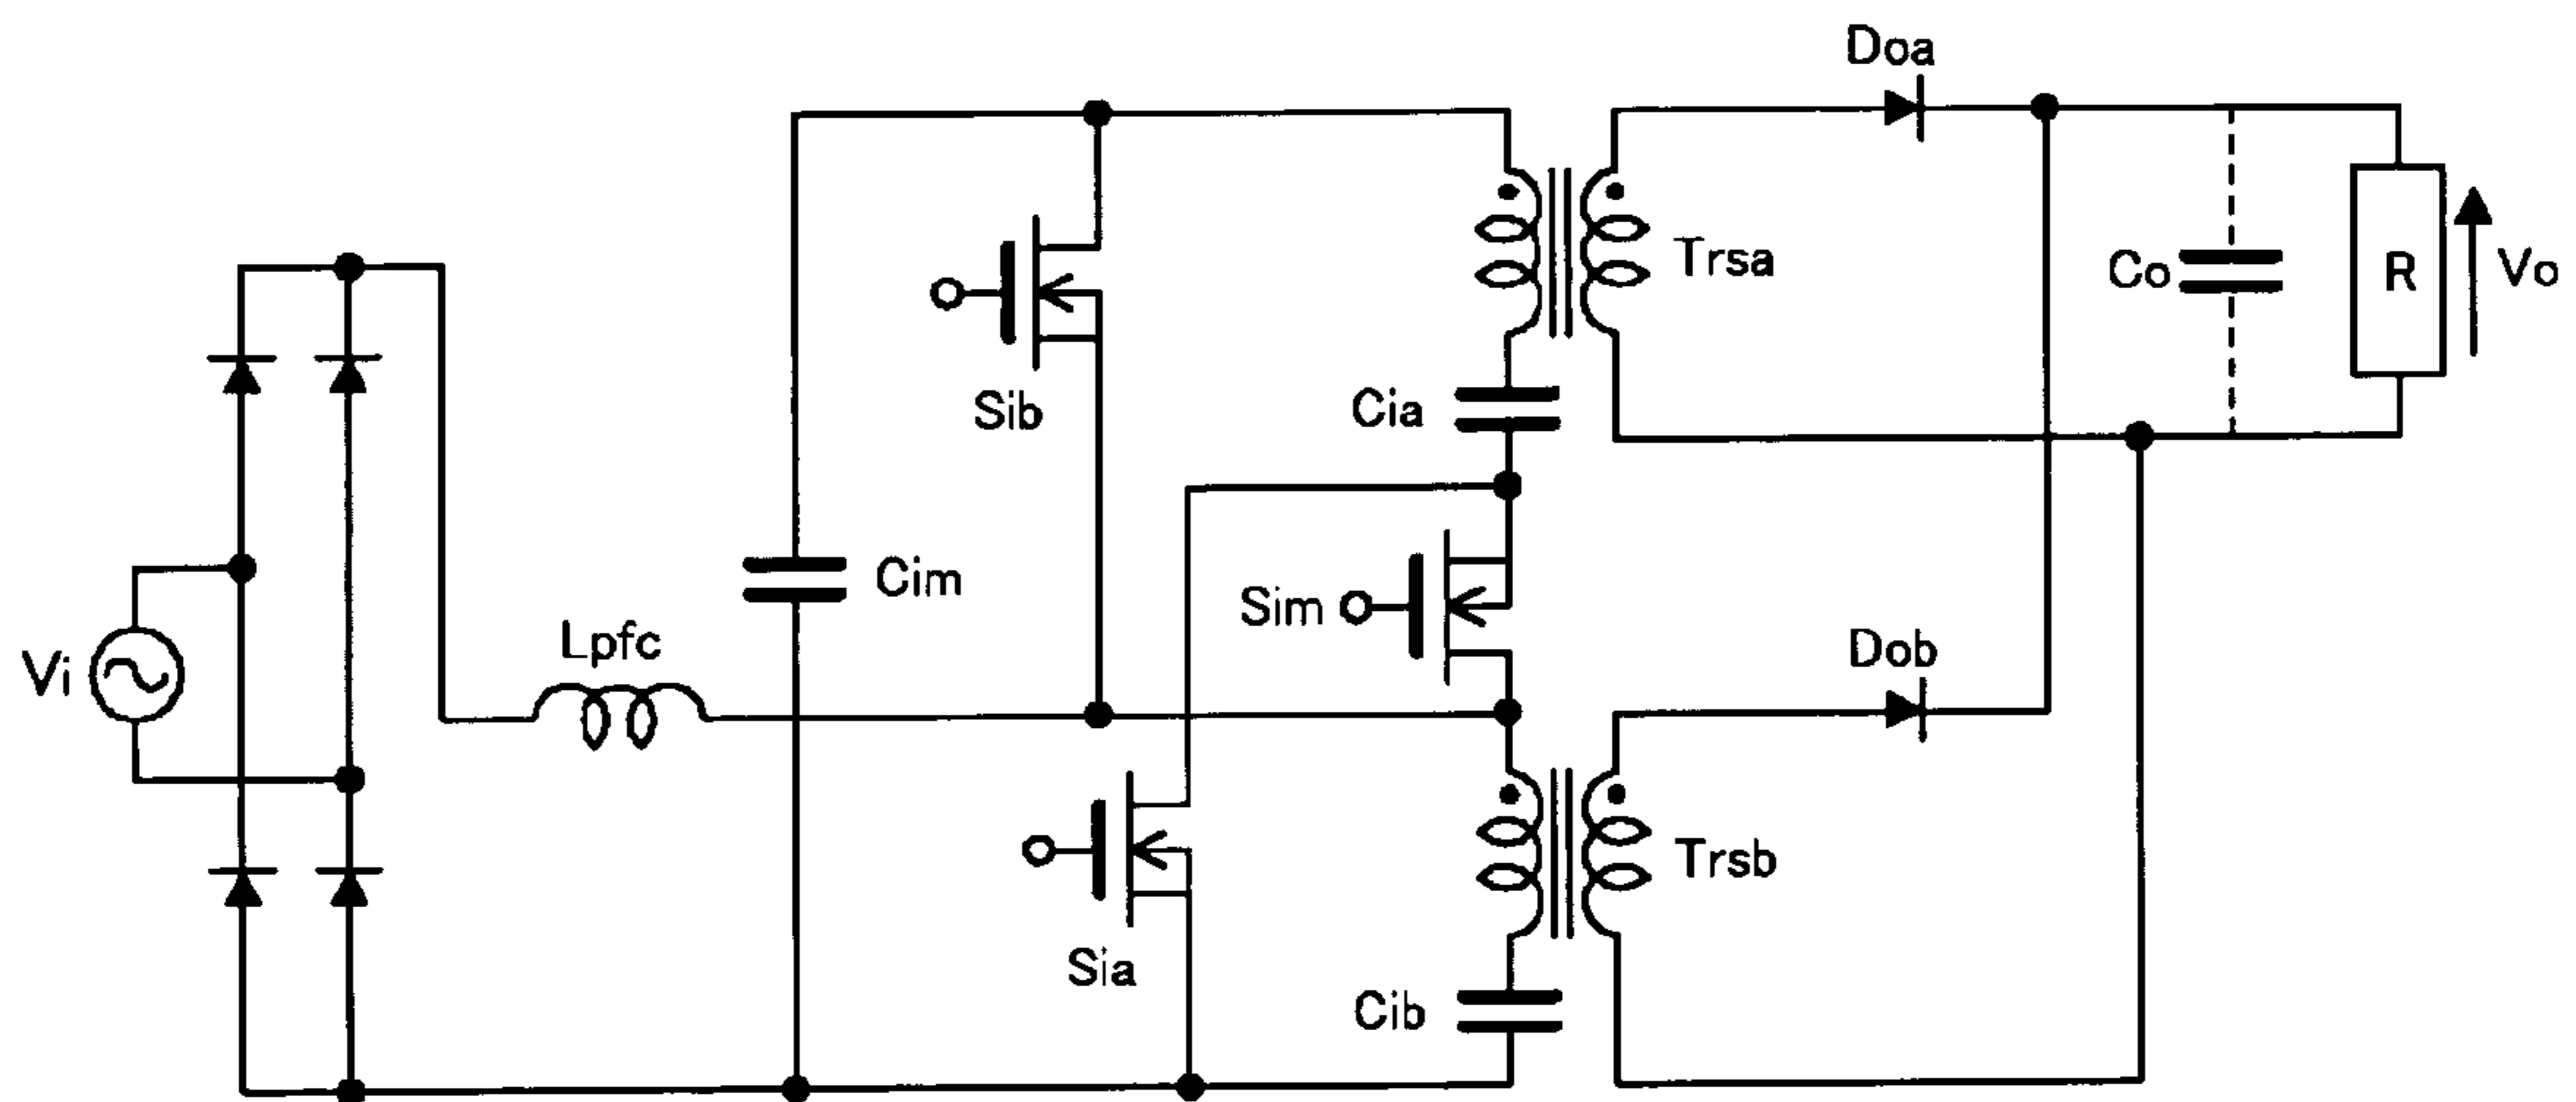 Doa
Trsa
Co
R
Vo
Sib
Cia
Cim
Sim
Lpfc
Vi
Dob
Trsb
Sia
Cib